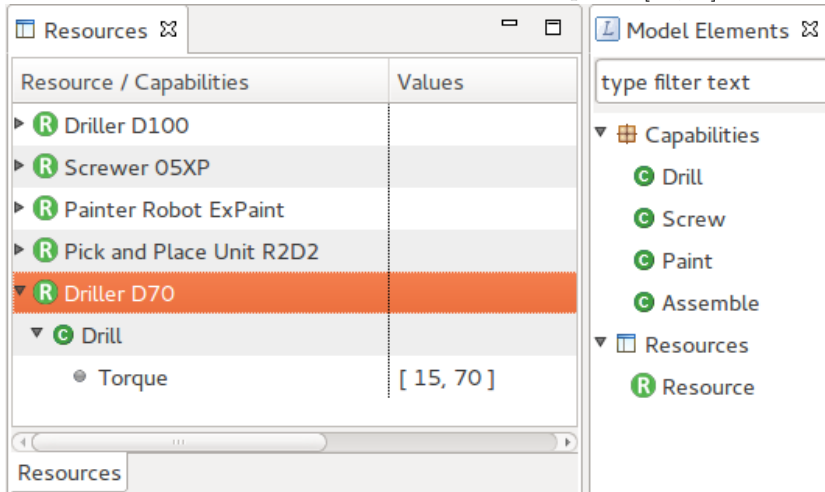 Resources
Resource / Capabilities Values
R Driller D100
R Screwer 05XP
R Painter Robot ExPaint
R Pick and Place Unit R2D2
R Driller D70
C Drill
Torque [ 15, 70 ]
Resources
L Model Elements
type filter text
Capabilities
C Drill
C Screw
C Paint
C Assemble
Resources
R Resource